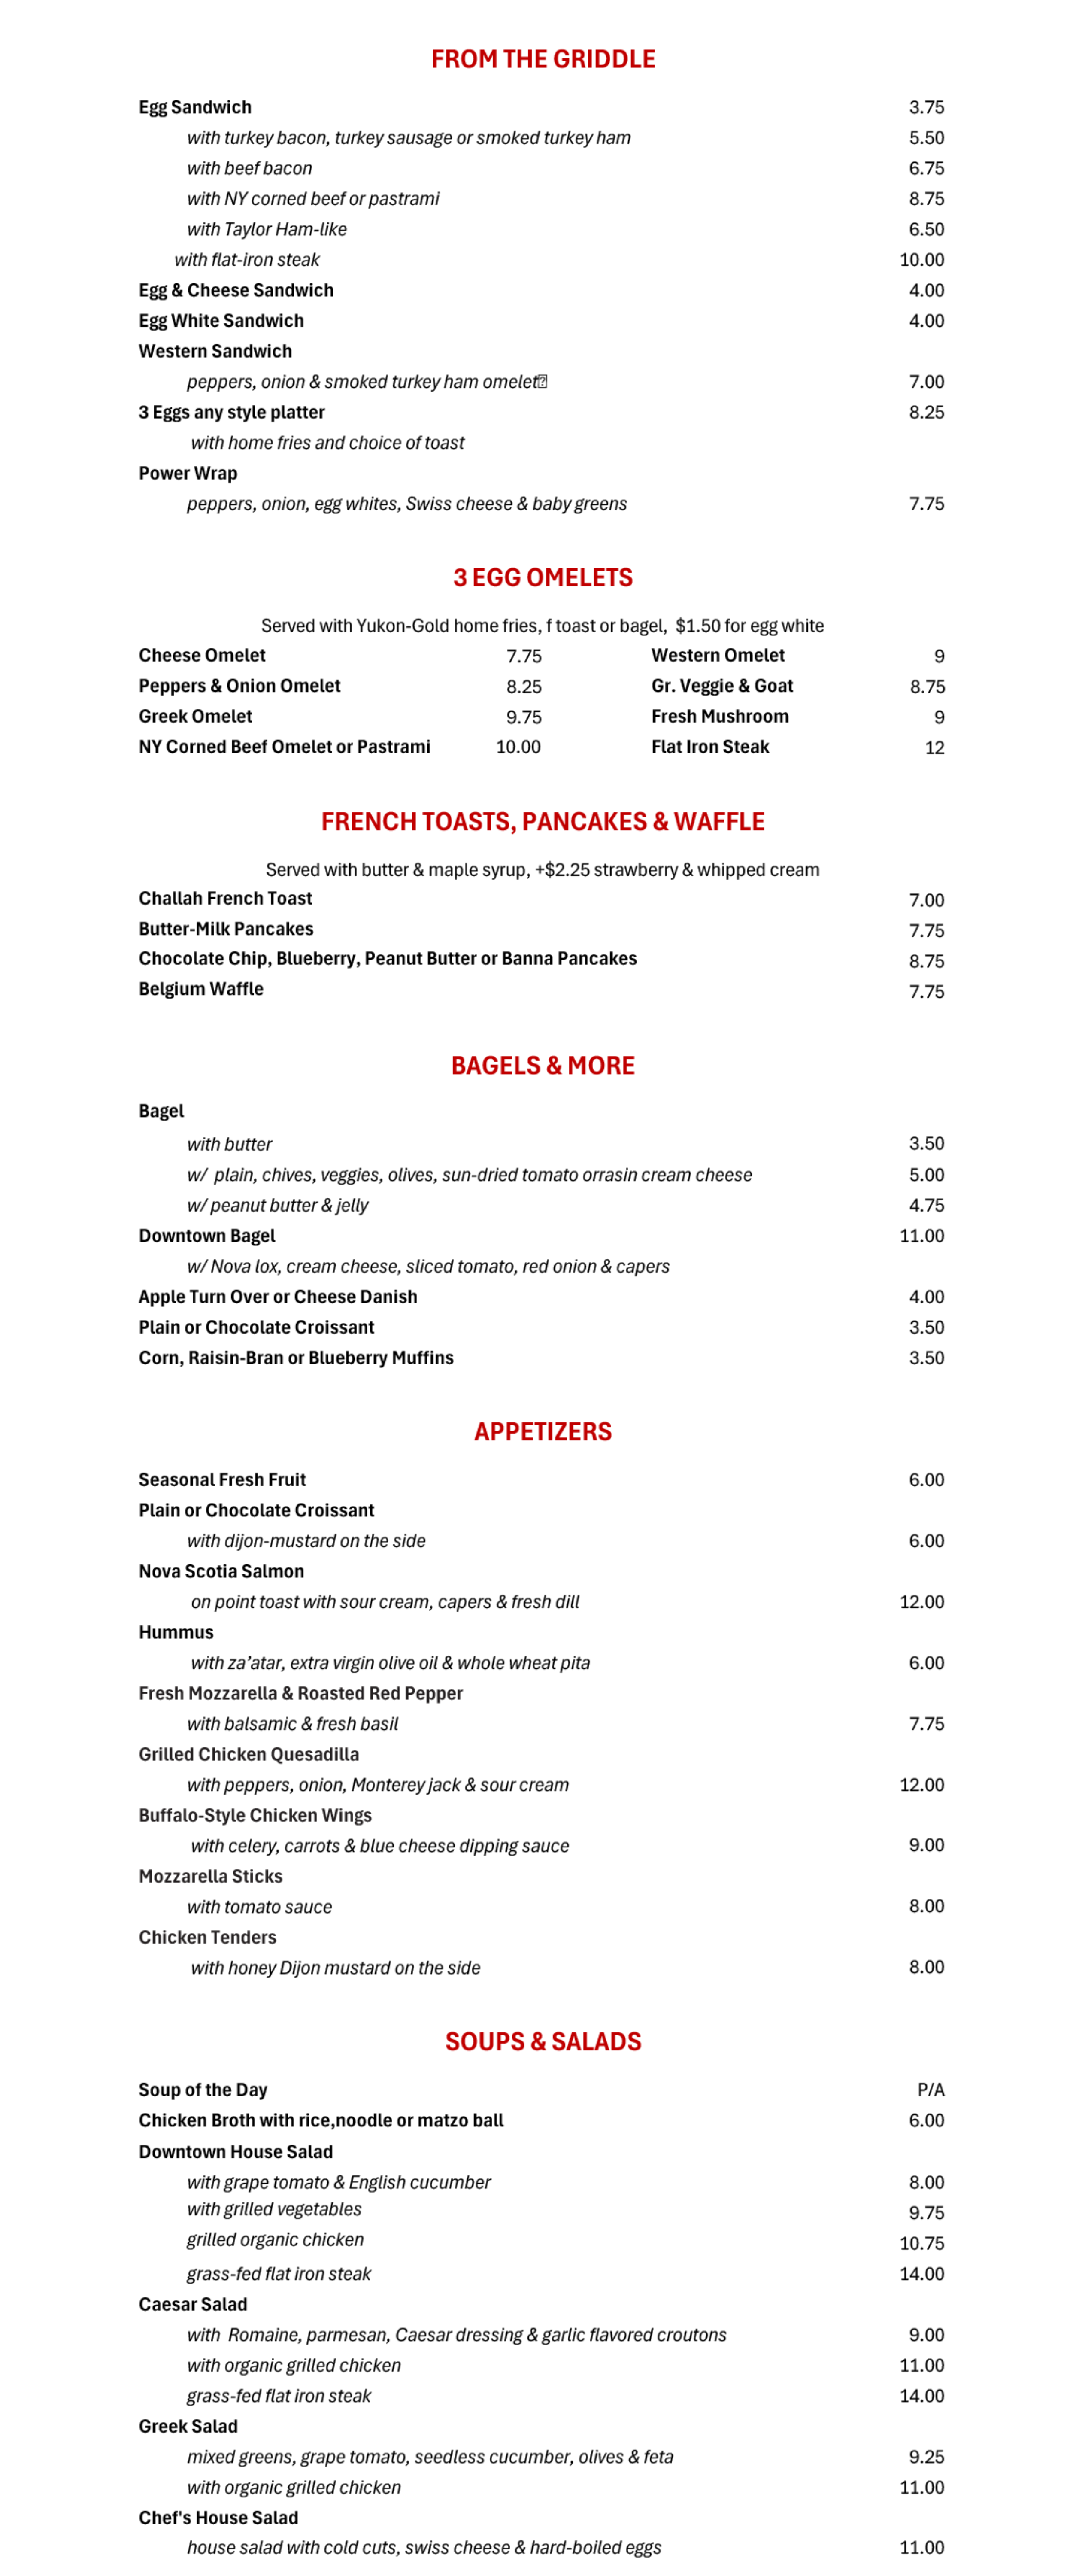 FROM THE GRIDDLE
Egg Sandwich 3.75
with turkey bacon, turkey sausage or smoked turkey ham 5.50
with beef bacon 6.75
with NY corned beef or pastrami 8.75
with Taylor Ham-like 6.50
with flat-iron steak 10.00
Egg & Cheese Sandwich 4.00
Egg White Sandwich 4.00
Western Sandwich
peppers, onion & smoked turkey ham omelet⍰ 7.00
3 Eggs any style platter 8.25
with home fries and choice of toast
Power Wrap
peppers, onion, egg whites, Swiss cheese & baby greens 7.75
3 EGG OMELETS
Served with Yukon-Gold home fries, f toast or bagel, $1.50 for egg white
Cheese Omelet 7.75 Western Omelet 9
Peppers & Onion Omelet 8.25 Gr. Veggie & Goat 8.75
Greek Omelet 9.75 Fresh Mushroom 9
NY Corned Beef Omelet or Pastrami 10.00 Flat Iron Steak 12
FRENCH TOASTS, PANCAKES & WAFFLE
Served with butter & maple syrup, +$2.25 strawberry & whipped cream
Challah French Toast 7.00
Butter-Milk Pancakes 7.75
Chocolate Chip, Blueberry, Peanut Butter or Banna Pancakes 8.75
Belgium Waffle 7.75
BAGELS & MORE
Bagel
with butter 3.50
w/ plain, chives, veggies, olives, sun-dried tomato orrasin cream cheese 5.00
w/ peanut butter & jelly 4.75
Downtown Bagel 11.00
w/ Nova lox, cream cheese, sliced tomato, red onion & capers
Apple Turn Over or Cheese Danish 4.00
Plain or Chocolate Croissant 3.50
Corn, Raisin-Bran or Blueberry Muffins 3.50
APPETIZERS
Seasonal Fresh Fruit 6.00
Plain or Chocolate Croissant
with dijon-mustard on the side 6.00
Nova Scotia Salmon
on point toast with sour cream, capers & fresh dill 12.00
Hummus
with za’atar, extra virgin olive oil & whole wheat pita 6.00
Fresh Mozzarella & Roasted Red Pepper
with balsamic & fresh basil 7.75
Grilled Chicken Quesadilla
with peppers, onion, Monterey jack & sour cream 12.00
Buffalo-Style Chicken Wings
with celery, carrots & blue cheese dipping sauce 9.00
Mozzarella Sticks
with tomato sauce 8.00
Chicken Tenders
with honey Dijon mustard on the side 8.00
SOUPS & SALADS
Soup of the Day P/A
Chicken Broth with rice,noodle or matzo ball 6.00
Downtown House Salad
with grape tomato & English cucumber 8.00
with grilled vegetables 9.75
grilled organic chicken 10.75
grass-fed flat iron steak 14.00
Caesar Salad
with Romaine, parmesan, Caesar dressing & garlic flavored croutons 9.00
with organic grilled chicken 11.00
grass-fed flat iron steak 14.00
Greek Salad
mixed greens, grape tomato, seedless cucumber, olives & feta 9.25
with organic grilled chicken 11.00
Chef's House Salad
house salad with cold cuts, swiss cheese & hard-boiled eggs 11.00